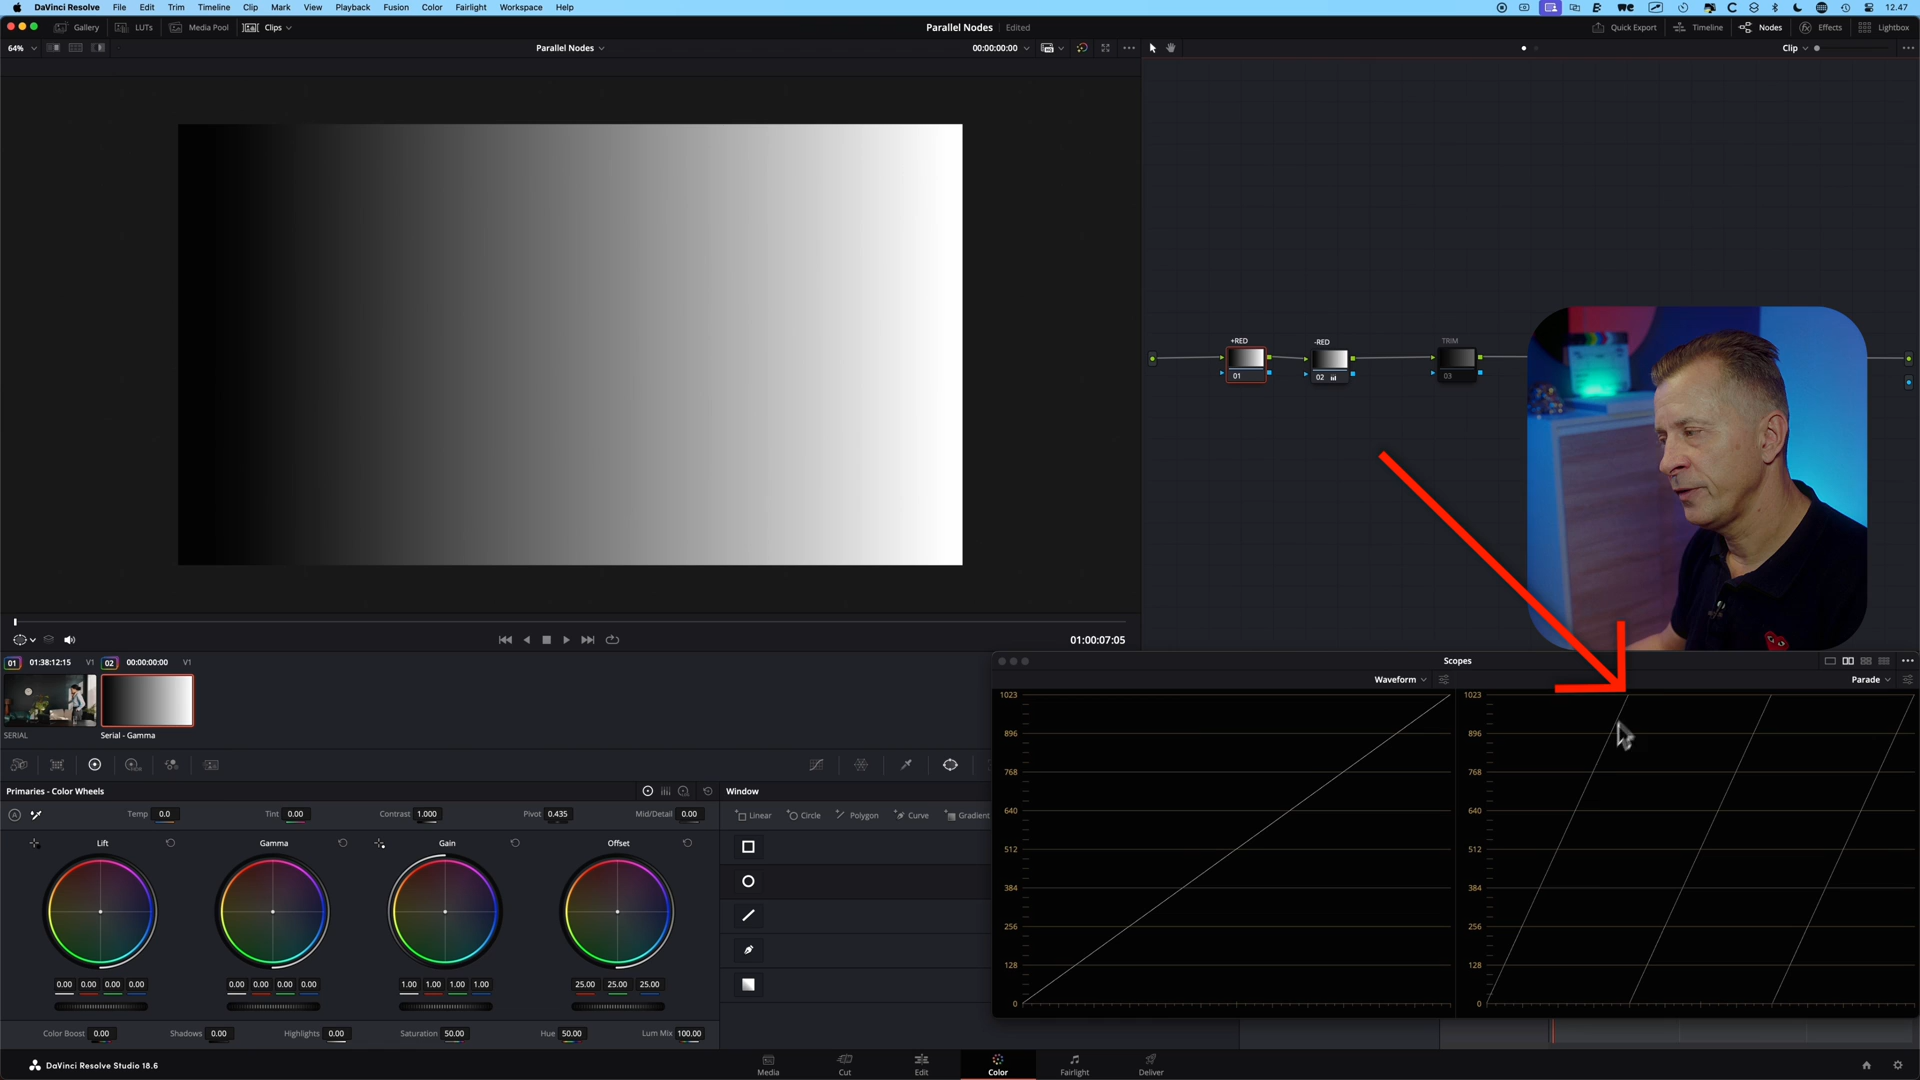 DaVinci Resolve File Edit Trim Timeline Clip Mark View Playback Fusion Color Fairlight Workspace Help 12.47
Gallery LUTs Media Pool Clips Parallel Nodes Edited Quick Export Timeline Nodes Effects Lightbox
64% Parallel Nodes 00:00:00:00 Clip
+RED -RED TRIM
01 02 03
01:00:07:05
01 01:38:12:15 V1 02 00:00:00:00 V1
SERIAL Serial - Gamma
Scopes
Waveform Parade
1023 1023
896 896
768 768
640 640
512 512
384 384
256 256
128 128
0 0
Primaries - Color Wheels Window
Temp 0.0 Tint 0.00 Contrast 1.000 Pivot 0.435 Mid/Detail 0.00 Linear Circle Polygon Curve Gradient
Lift Gamma Gain Offset
0.00 0.00 0.00 0.00 0.00 0.00 0.00 0.00 1.00 1.00 1.00 1.00 25.00 25.00 25.00
Color Boost 0.00 Shadows 0.00 Highlights 0.00 Saturation 50.00 Hue 50.00 Lum Mix 100.00
DaVinci Resolve Studio 18.6 Media Cut Edit Color Fairlight Deliver